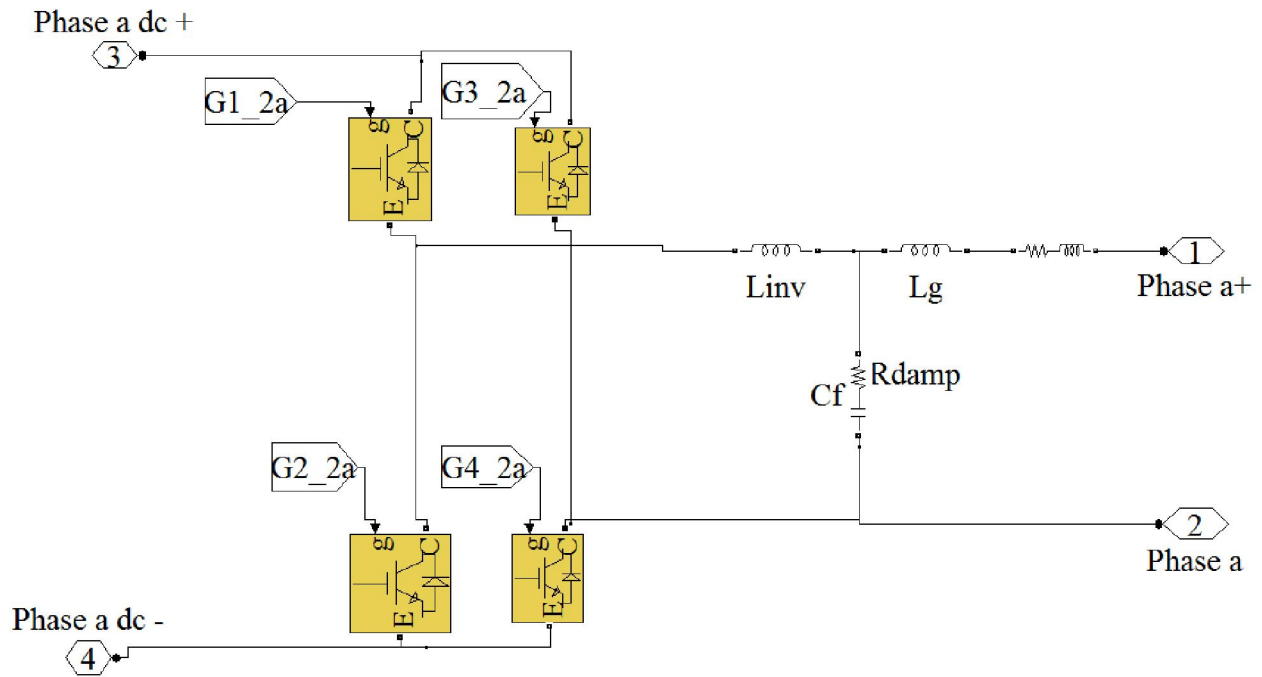 Phase a dc +
3
G1_2a
G3_2a
g C
E
g C
E
Linv
Lg
1
Phase a+
Cf
Rdamp
G2_2a
G4_2a
g C
E
g C
E
2
Phase a
Phase a dc -
4